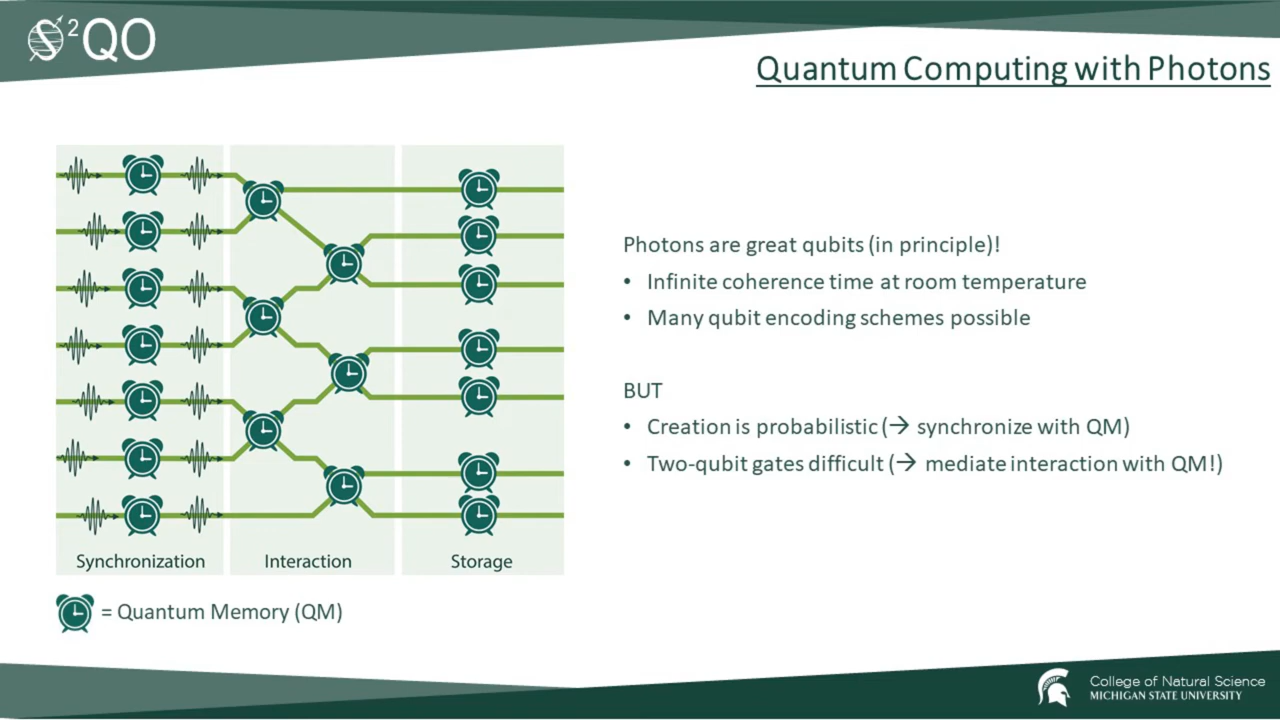 S²QO
Quantum Computing with Photons
Synchronization
Interaction
Storage
= Quantum Memory (QM)
Photons are great qubits (in principle)!
• Infinite coherence time at room temperature
• Many qubit encoding schemes possible
BUT
• Creation is probabilistic (→ synchronize with QM)
• Two-qubit gates difficult (→ mediate interaction with QM!)
College of Natural Science
MICHIGAN STATE UNIVERSITY